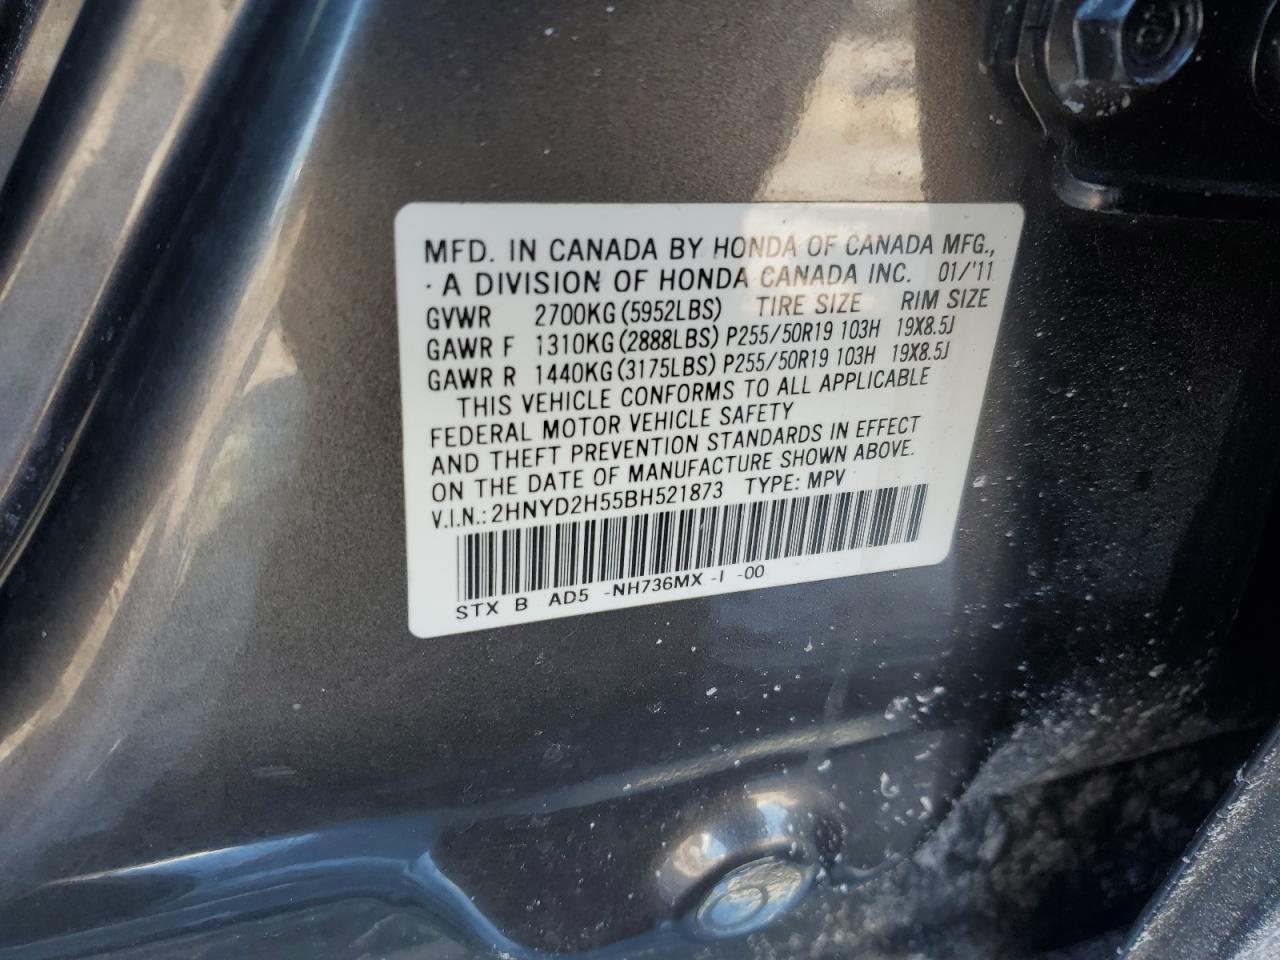 MFD. IN CANADA BY HONDA OF CANADA MFG.,
. A DIVISION OF HONDA CANADA INC. 01/'11
GVWR 2700KG (5952LBS) TIRE SIZE RIM SIZE
GAWR F 1310KG (2888LBS) P255/50R19 103H 19X8.5J
GAWR R 1440KG (3175LBS) P255/50R19 103H 19X8.5J
THIS VEHICLE CONFORMS TO ALL APPLICABLE
FEDERAL MOTOR VEHICLE SAFETY
AND THEFT PREVENTION STANDARDS IN EFFECT
ON THE DATE OF MANUFACTURE SHOWN ABOVE.
V.I.N.: 2HNYD2H55BH521873 TYPE: MPV
STX B AD5 -NH736MX -I -00